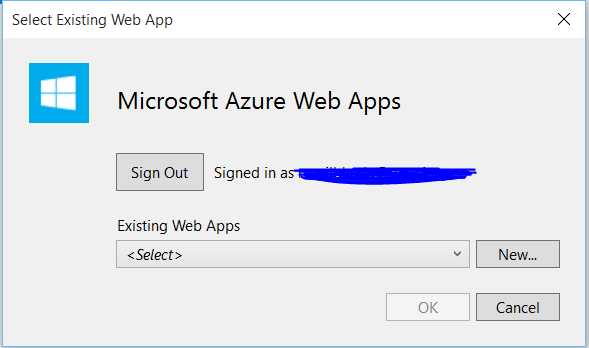 Select Existing Web App
Microsoft Azure Web Apps
Sign Out Signed in as
Existing Web Apps
<Select> New...
OK Cancel